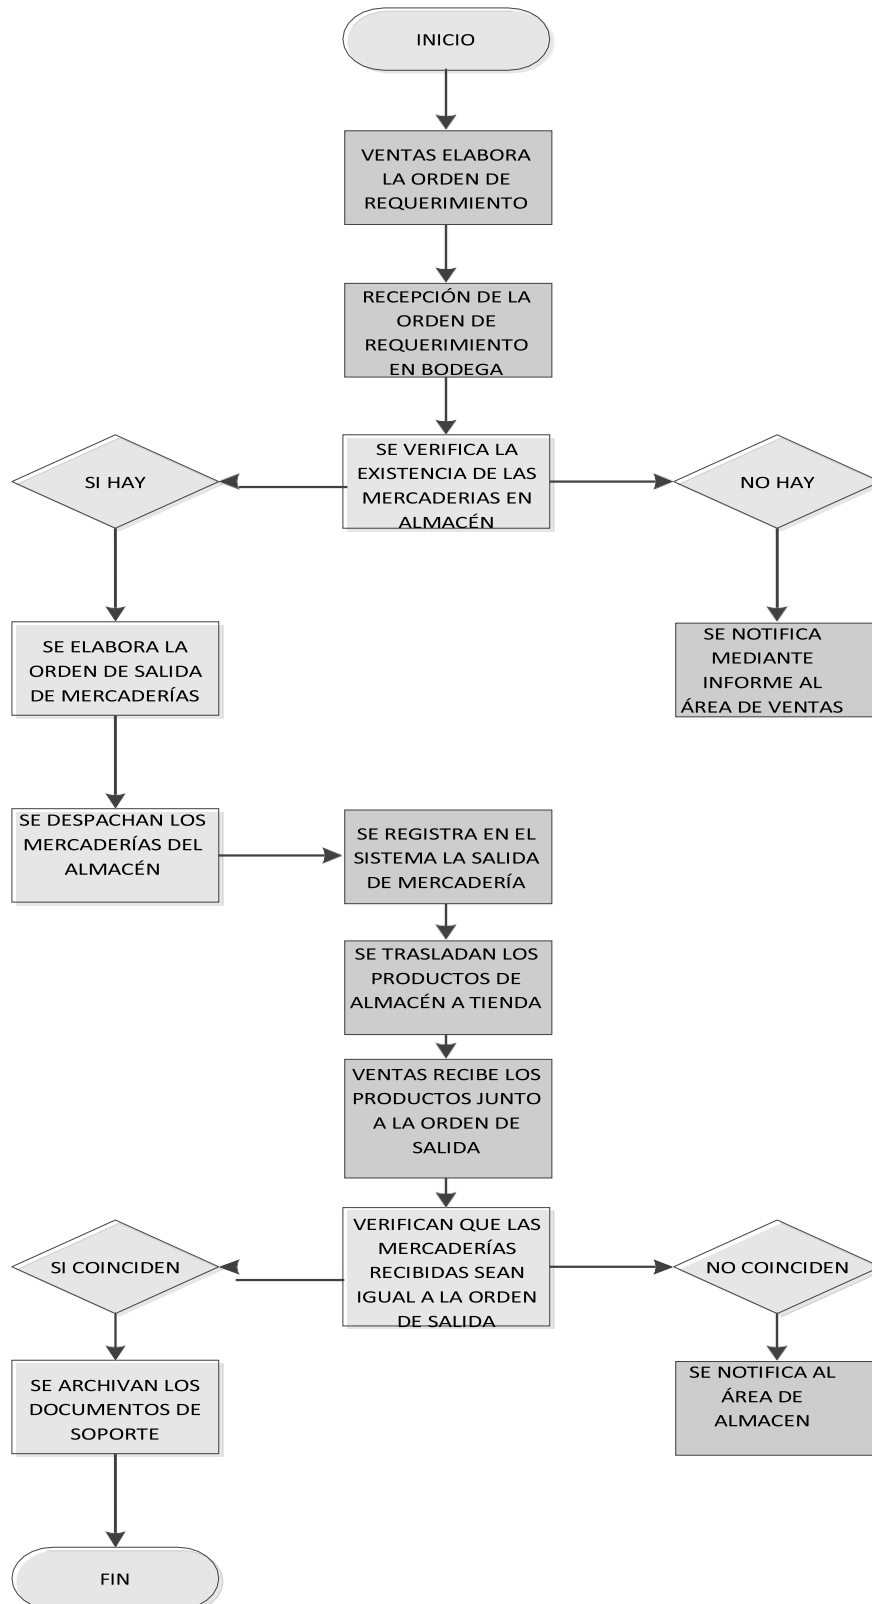 INICIO
VENTAS ELABORA
LA ORDEN DE
REQUERIMIENTO
RECEPCIÓN DE LA
ORDEN DE
REQUERIMIENTO
EN BODEGA
SI HAY
SE VERIFICA LA
EXISTENCIA DE LAS
MERCADERIAS EN
ALMACÉN
NO HAY
SE ELABORA LA
ORDEN DE SALIDA
DE MERCADERÍAS
SE NOTIFICA
MEDIANTE
INFORME AL
ÁREA DE VENTAS
SE DESPACHAN LOS
MERCADERÍAS DEL
ALMACÉN
SE REGISTRA EN EL
SISTEMA LA SALIDA
DE MERCADERÍA
SE TRASLADAN LOS
PRODUCTOS DE
ALMACÉN A TIENDA
VENTAS RECIBE LOS
PRODUCTOS JUNTO
A LA ORDEN DE
SALIDA
SI COINCIDEN
VERIFICAN QUE LAS
MERCADERÍAS
RECIBIDAS SEAN
IGUAL A LA ORDEN
DE SALIDA
NO COINCIDEN
SE ARCHIVAN LOS
DOCUMENTOS DE
SOPORTE
SE NOTIFICA AL
ÁREA DE
ALMACEN
FIN